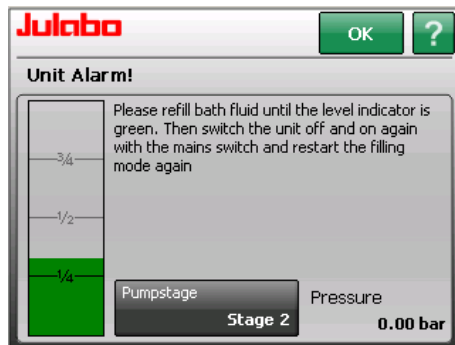 Julabo
OK
?
Unit Alarm!
Please refill bath fluid until the level indicator is
green. Then switch the unit off and on again
with the mains switch and restart the filling
mode again
3/4
1/2
1/4
Pumpstage
Stage 2
Pressure
0.00 bar